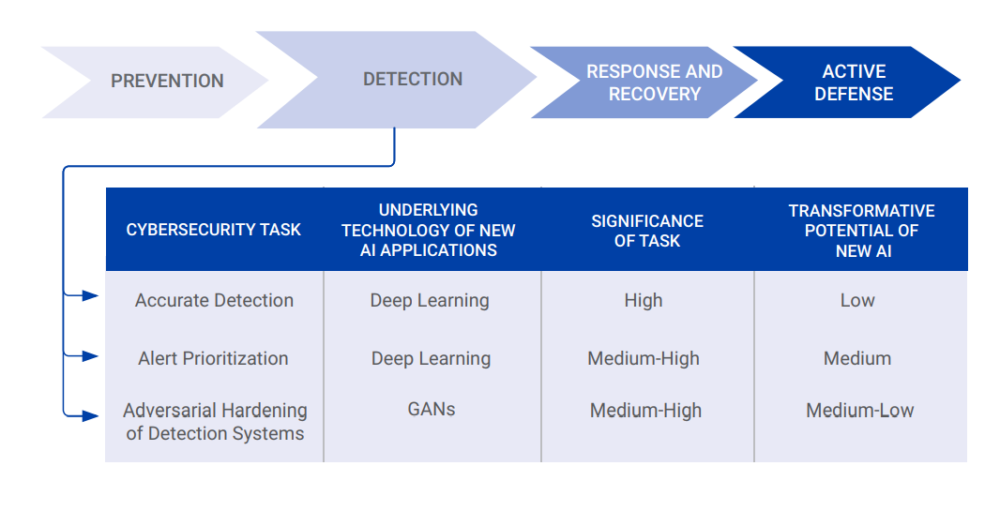 PREVENTION
DETECTION
RESPONSE AND
RECOVERY
ACTIVE
DEFENSE
CYBERSECURITY TASK
UNDERLYING
TECHNOLOGY OF NEW
AI APPLICATIONS
SIGNIFICANCE
OF TASK
TRANSFORMATIVE
POTENTIAL OF
NEW AI
Accurate Detection
Deep Learning
High
Low
Alert Prioritization
Deep Learning
Medium-High
Medium
Adversarial Hardening
of Detection Systems
GANs
Medium-High
Medium-Low